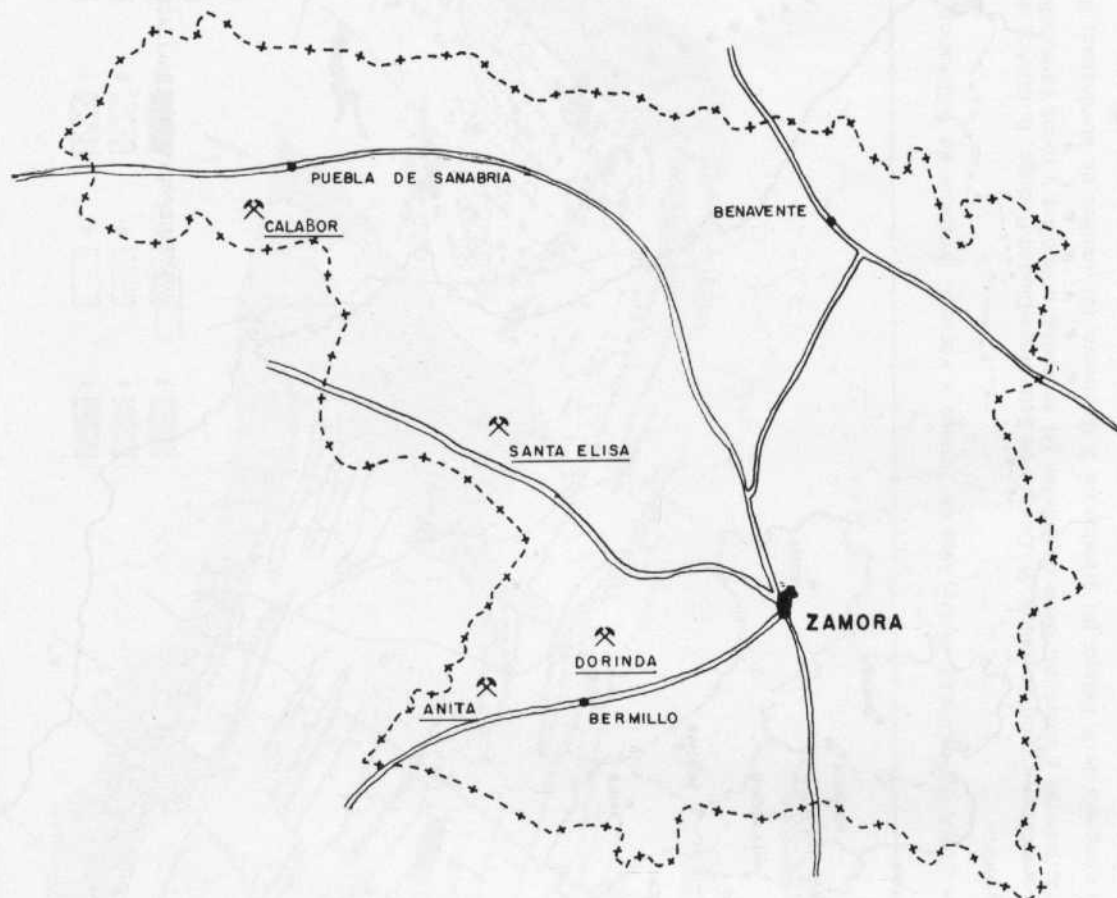 PUEBLA DE SANABRIA
BENAVENTE
CALABOR
SANTA ELISA
ZAMORA
DORINDA
ANITA
BERMILLO